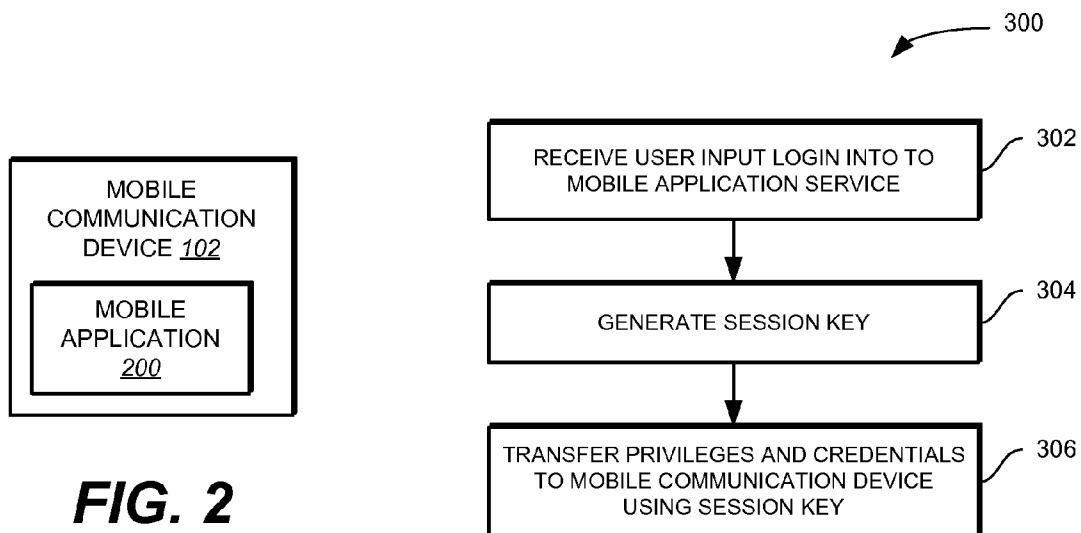 MOBILE
COMMUNICATION
DEVICE 102
MOBILE
APPLICATION
200
FIG. 2
300
RECEIVE USER INPUT LOGIN INTO TO
MOBILE APPLICATION SERVICE
302
GENERATE SESSION KEY
304
TRANSFER PRIVILEGES AND CREDENTIALS
TO MOBILE COMMUNICATION DEVICE
USING SESSION KEY
306